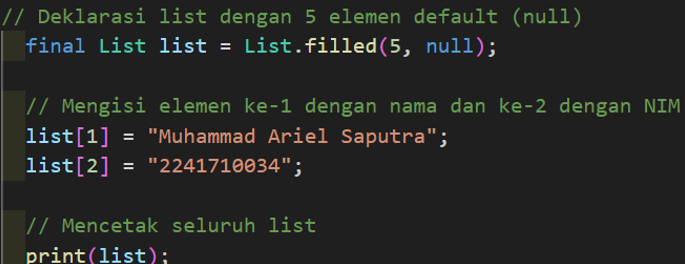 // Deklarasi list dengan 5 elemen default (null)
final List list = List.filled(5, null);
// Mengisi elemen ke-1 dengan nama dan ke-2 dengan NIM
list[1] = "Muhammad Ariel Saputra";
list[2] = "2241710034";
// Mencetak seluruh list
print(list);